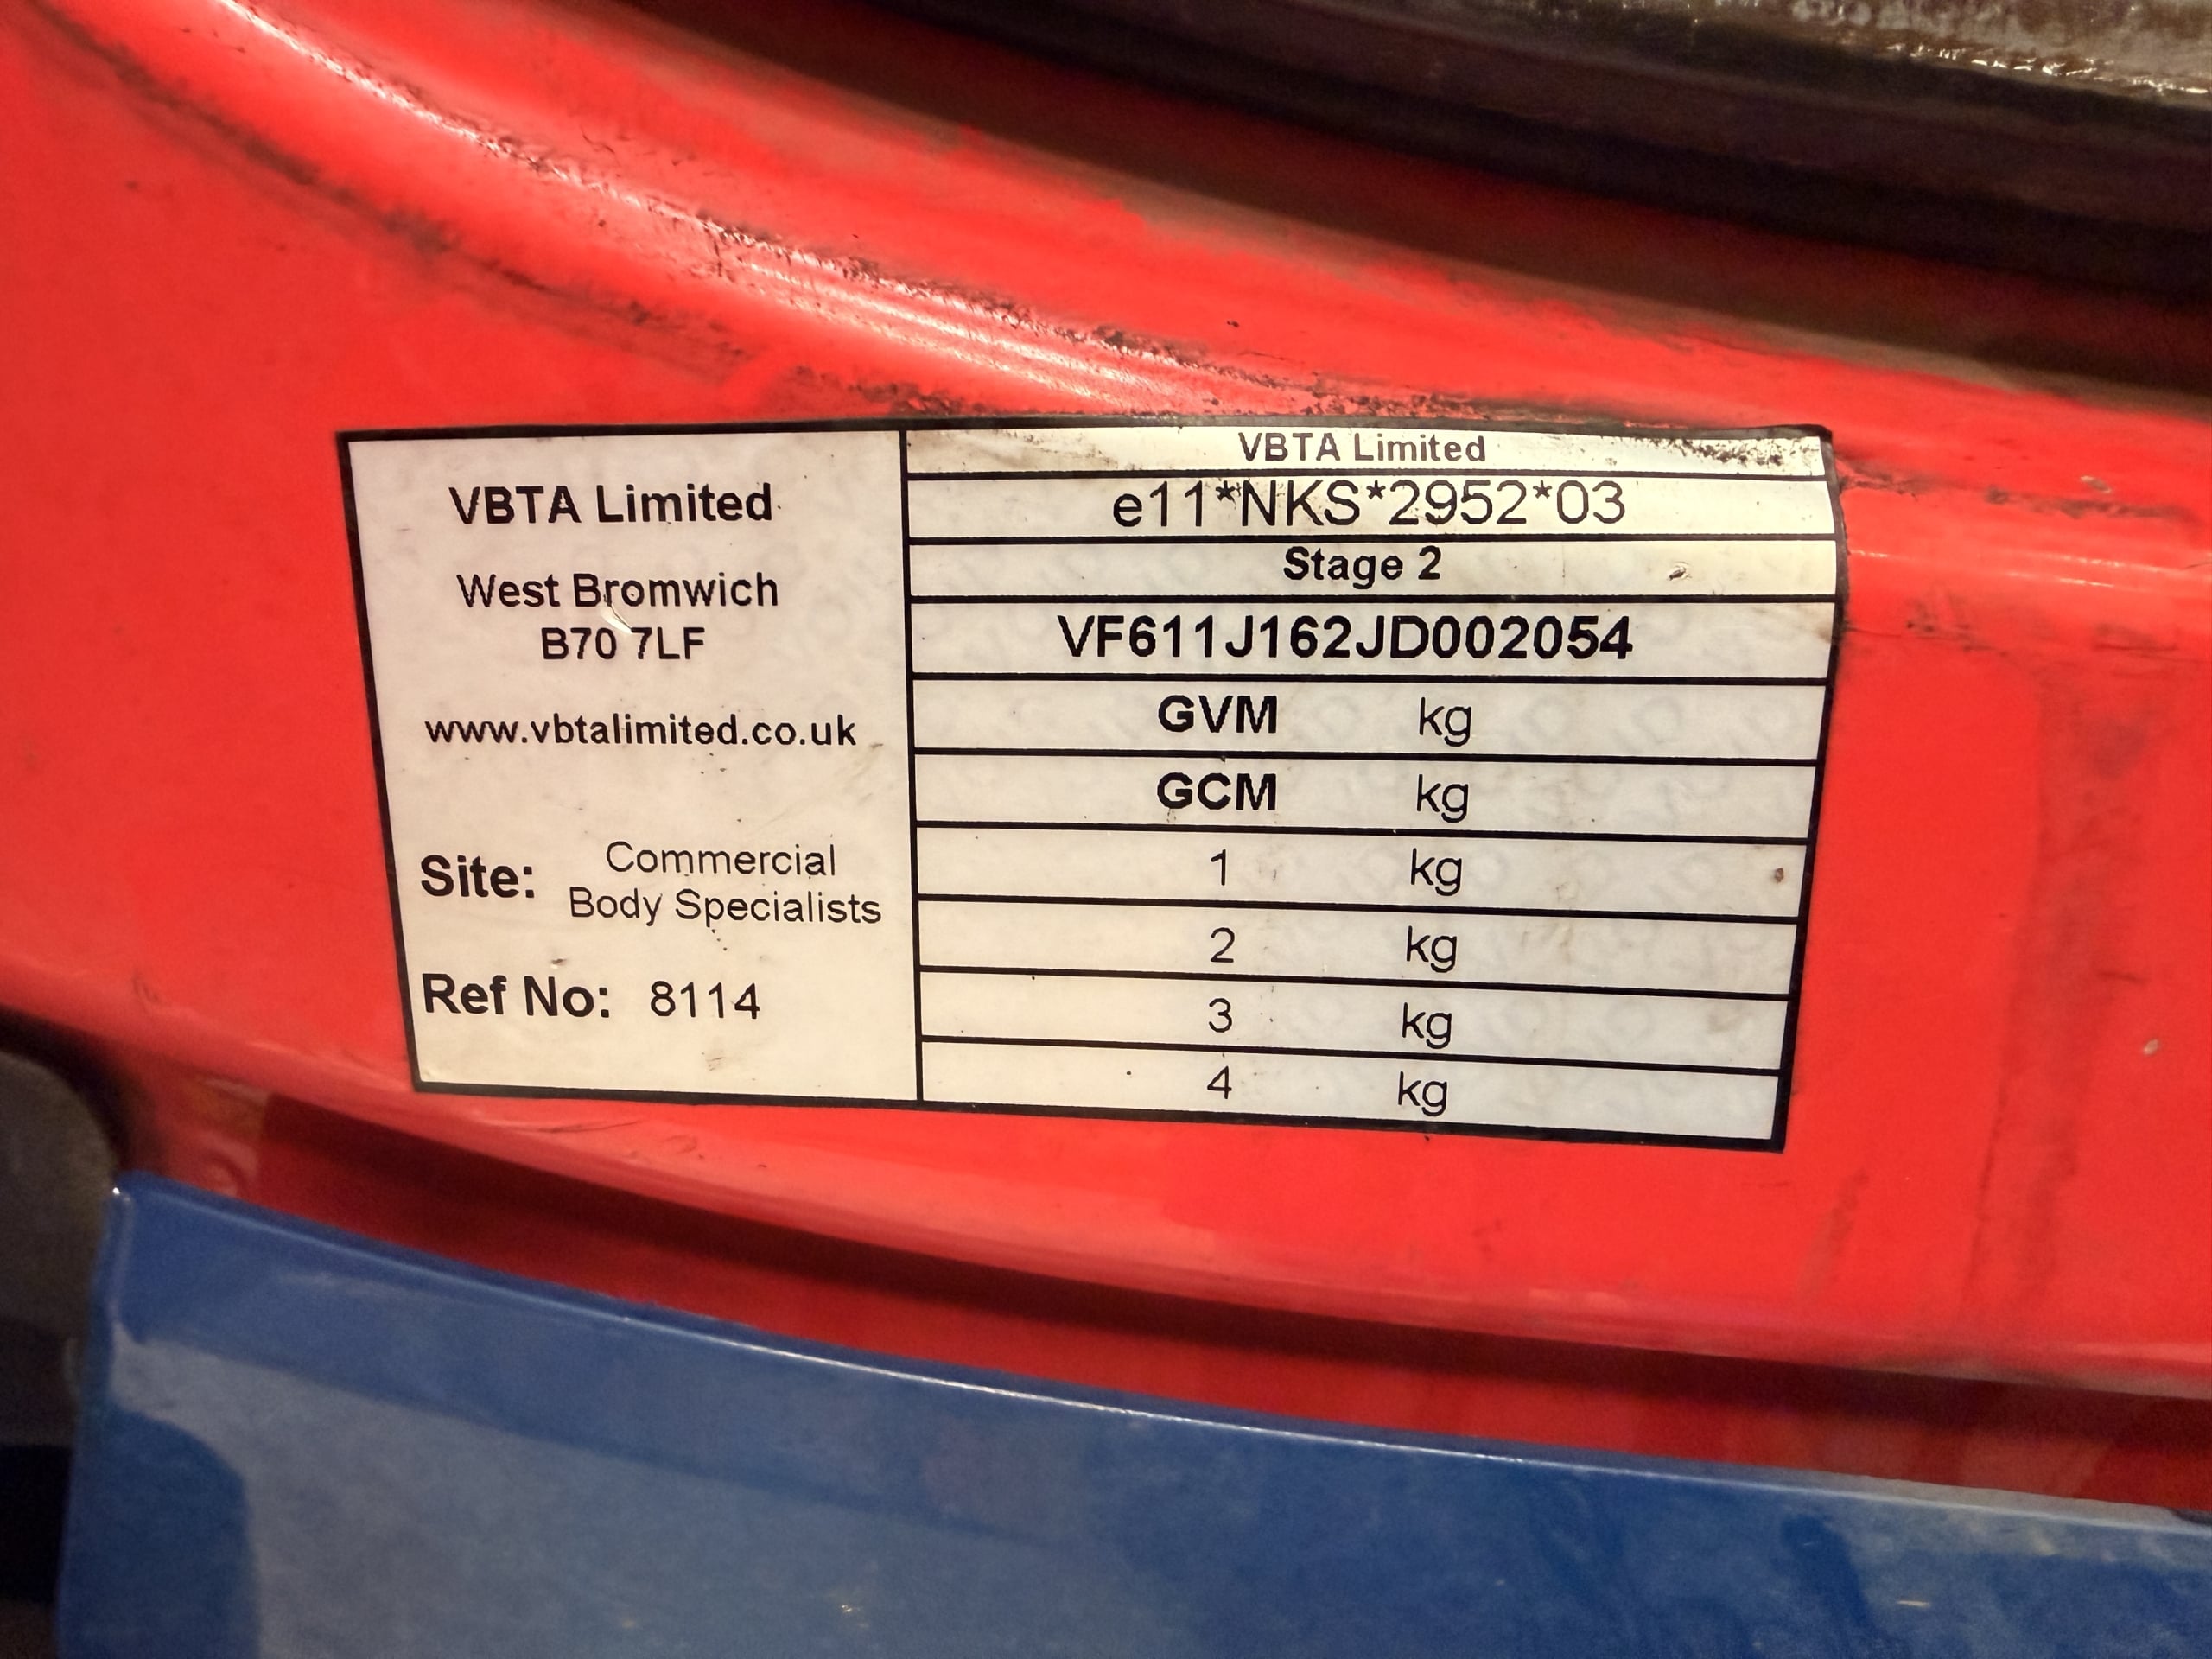 VBTA Limited
West Bromwich
B70 7LF
www.vbtalimited.co.uk
Site: Commercial
Body Specialists
Ref No: 8114
VBTA Limited
e11*NKS*2952*03
Stage 2
VF611J162JD002054
GVM kg
GCM kg
1 kg
2 kg
3 kg
4 kg